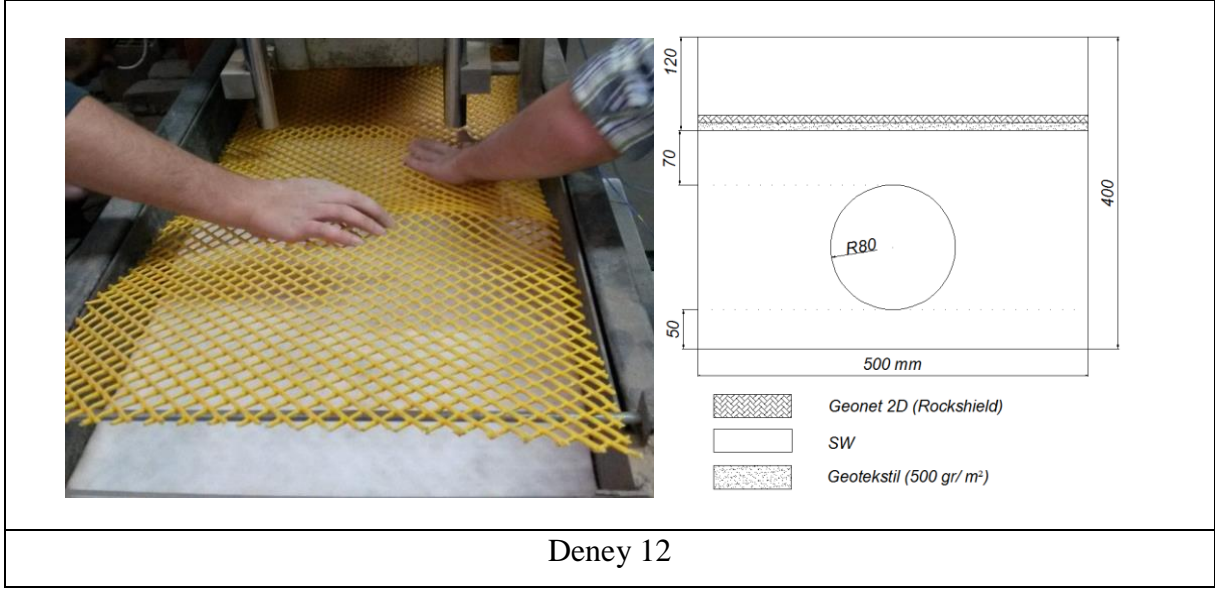 120
70
50
400
R80
500 mm
Geonet 2D (Rockshield)
SW
Geotekstil (500 gr/ m²)
Deney 12